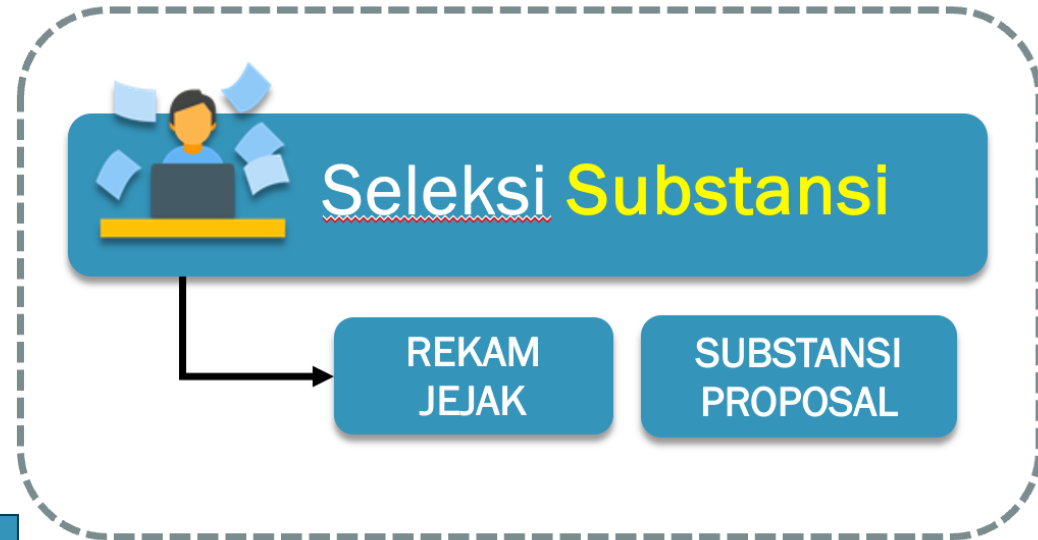 Seleksi Substansi
REKAM
JEJAK
SUBSTANSI
PROPOSAL